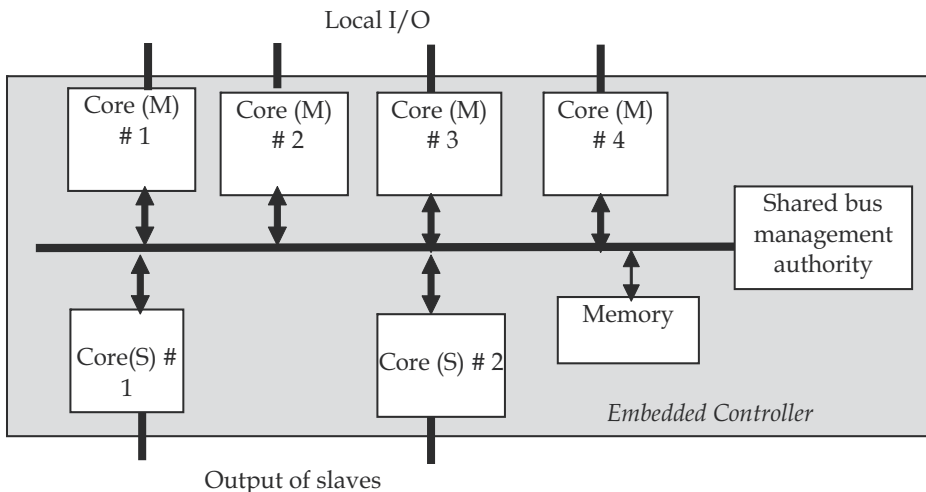 Local I/O
Core (M)
# 1
Core (M)
# 2
Core (M)
# 3
Core (M)
# 4
Shared bus
management
authority
Core(S) #
1
Core (S) # 2
Memory
Embedded Controller
Output of slaves